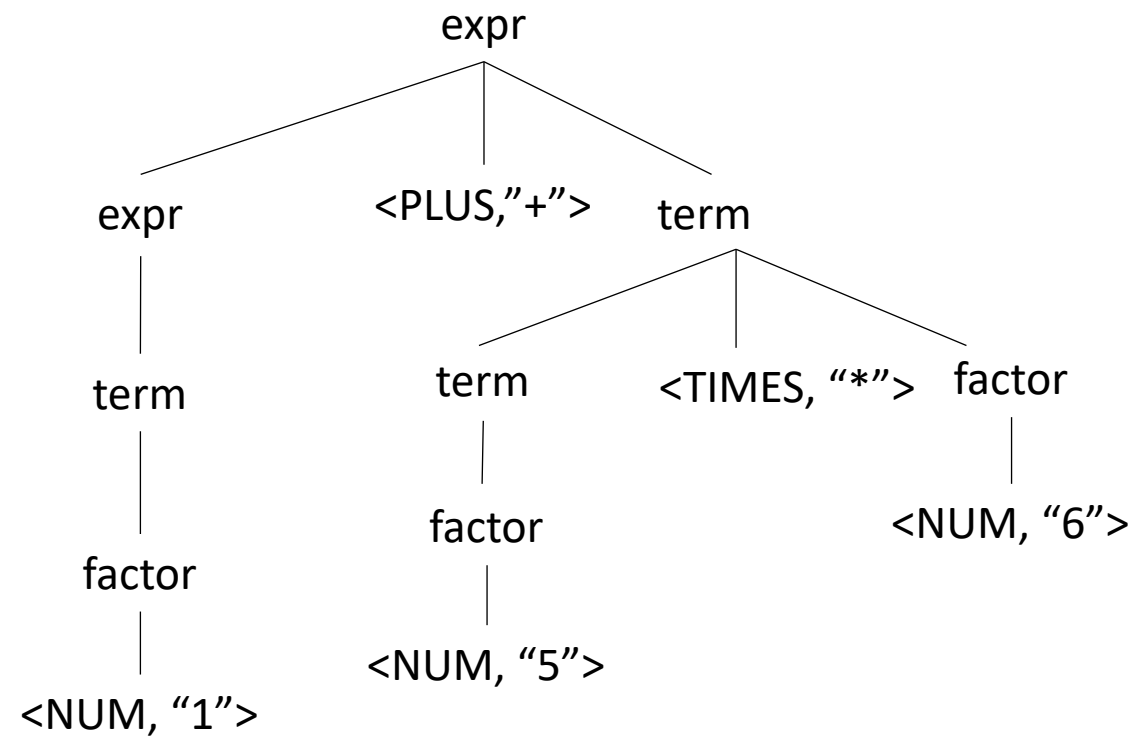 expr
expr <PLUS,”+”> term
term term <TIMES, “*”> factor
factor factor <NUM, “6”>
<NUM, “1”> <NUM, “5”>